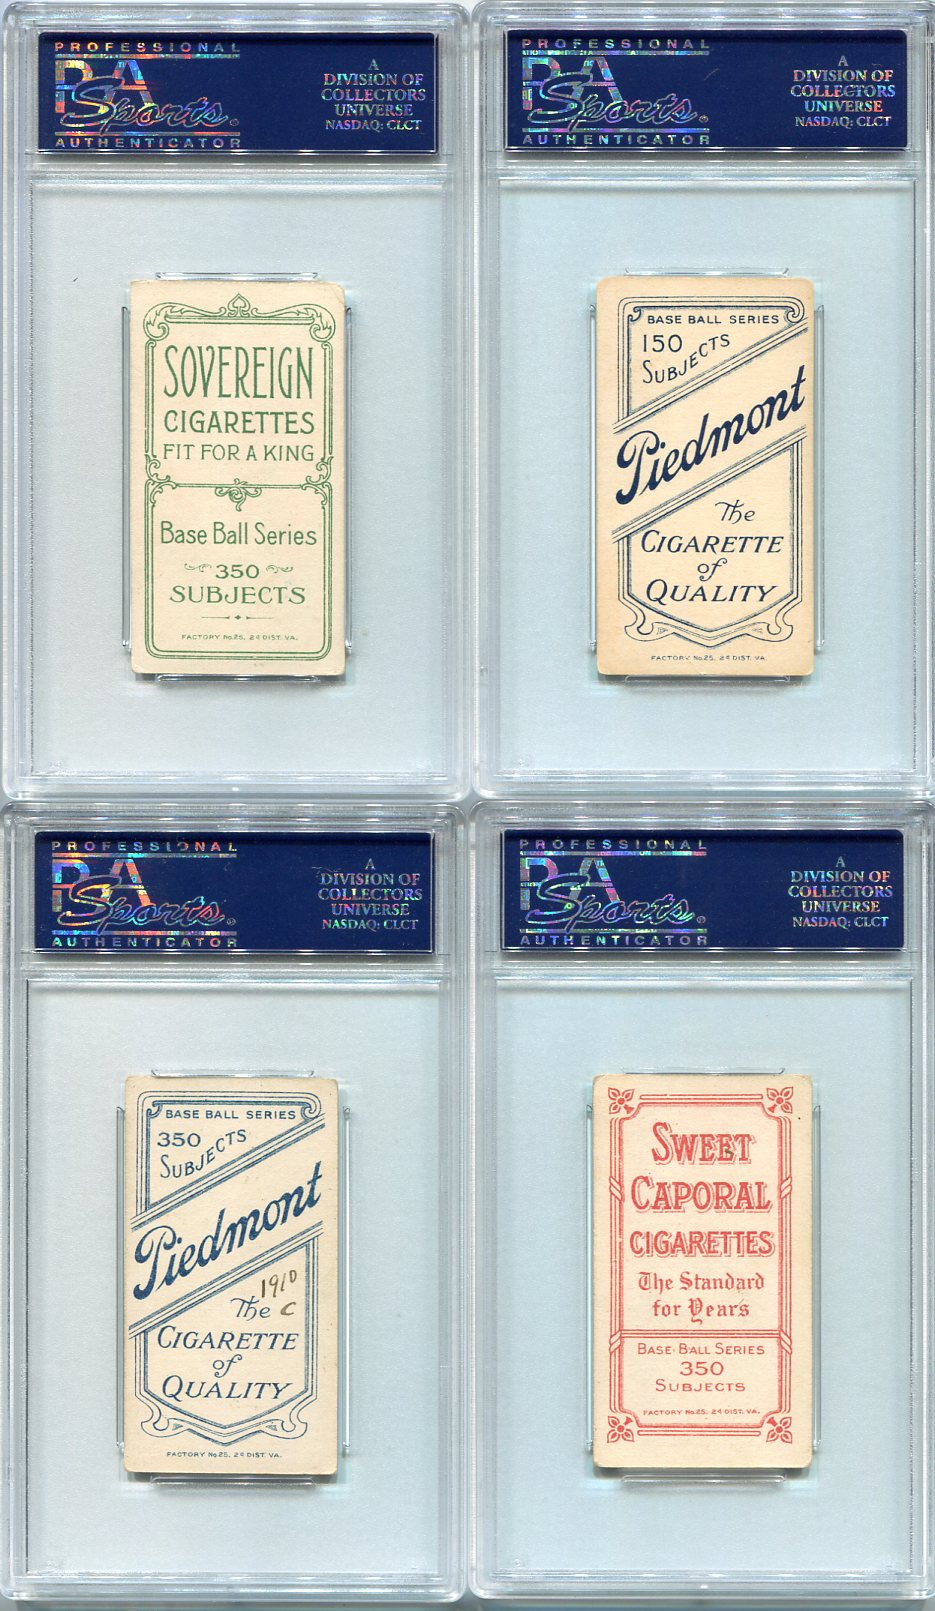 PROFESSIONAL
PSA
Sports®
AUTHENTICATOR
A
DIVISION OF
COLLECTORS
UNIVERSE
NASDAQ: CLCT
SOVEREIGN
CIGARETTES
FIT FOR A KING
Base Ball Series
350
SUBJECTS
FACTORY No. 25, 2d DIST. VA.
PROFESSIONAL
PSA
Sports®
AUTHENTICATOR
A
DIVISION OF
COLLECTORS
UNIVERSE
NASDAQ: CLCT
BASE BALL SERIES
150
SUBJECTS
Piedmont
The
CIGARETTE
of
QUALITY
FACTORY No. 25, 2d DIST. VA.
PROFESSIONAL
PSA
Sports®
AUTHENTICATOR
A
DIVISION OF
COLLECTORS
UNIVERSE
NASDAQ: CLCT
BASE BALL SERIES
350
SUBJECTS
Piedmont
1910
The C
CIGARETTE
of
QUALITY
FACTORY No. 25, 2d DIST. VA.
PROFESSIONAL
PSA
Sports®
AUTHENTICATOR
A
DIVISION OF
COLLECTORS
UNIVERSE
NASDAQ: CLCT
SWEET
CAPORAL
CIGARETTES
The Standard
for Years
BASE BALL SERIES
350
SUBJECTS
FACTORY No. 25, 2d DIST. VA.